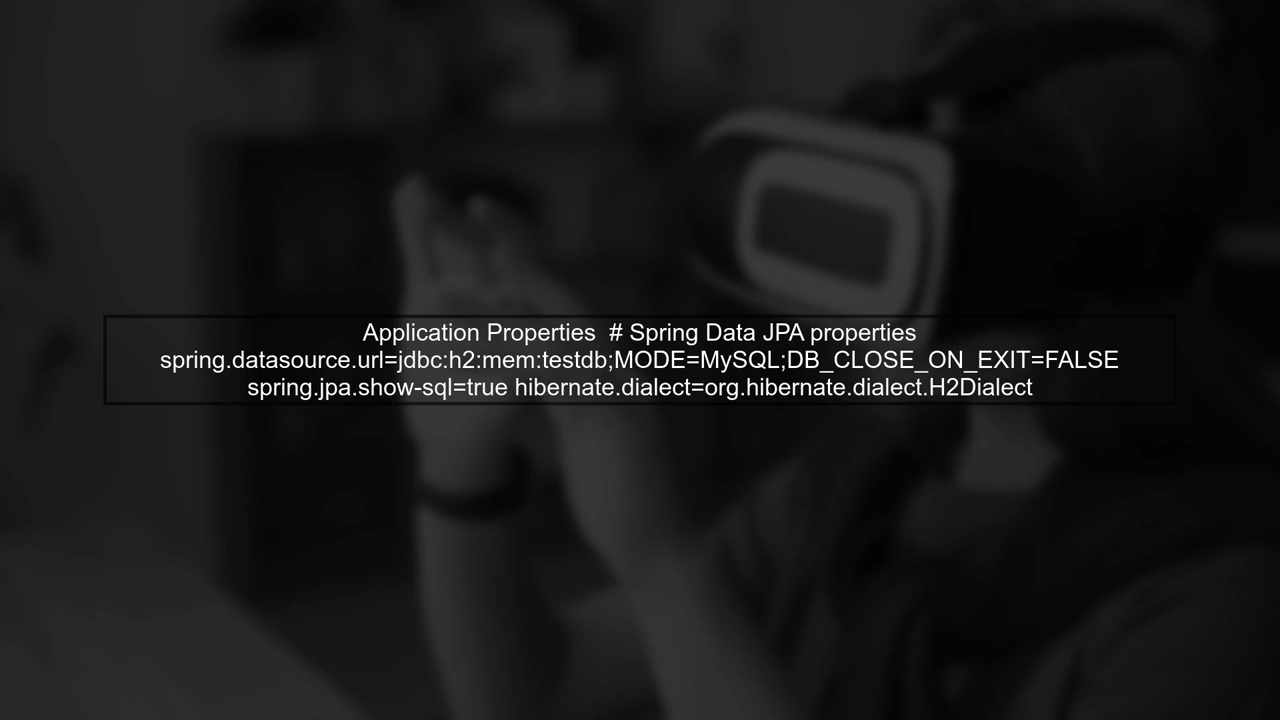 Application Properties  # Spring Data JPA properties
spring.datasource.url=jdbc:h2:mem:testdb;MODE=MySQL;DB_CLOSE_ON_EXIT=FALSE
spring.jpa.show-sql=true hibernate.dialect=org.hibernate.dialect.H2Dialect